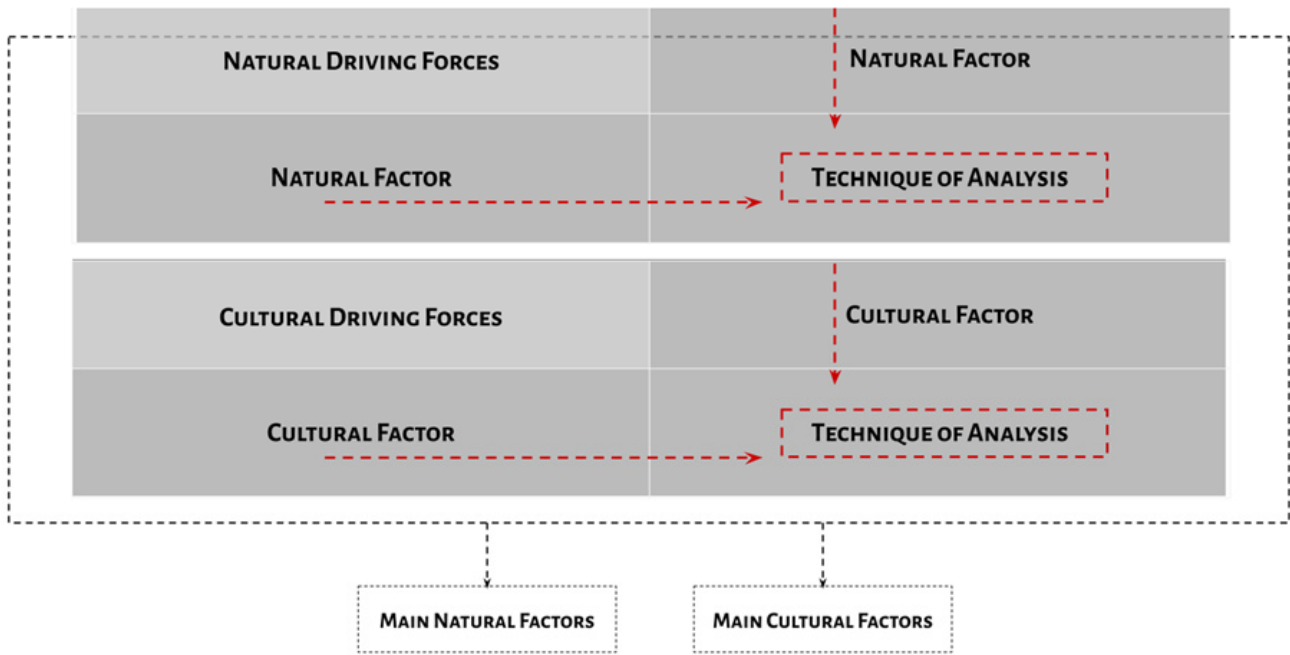 Natural Driving Forces
Natural Factor
Natural Factor
Technique of Analysis
Cultural Driving Forces
Cultural Factor
Cultural Factor
Technique of Analysis
Main Natural Factors
Main Cultural Factors